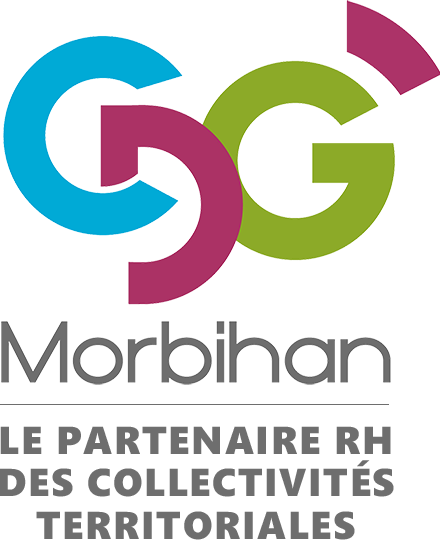 CDG
Morbihan
LE PARTENAIRE RH
DES COLLECTIVITÉS
TERRITORIALES